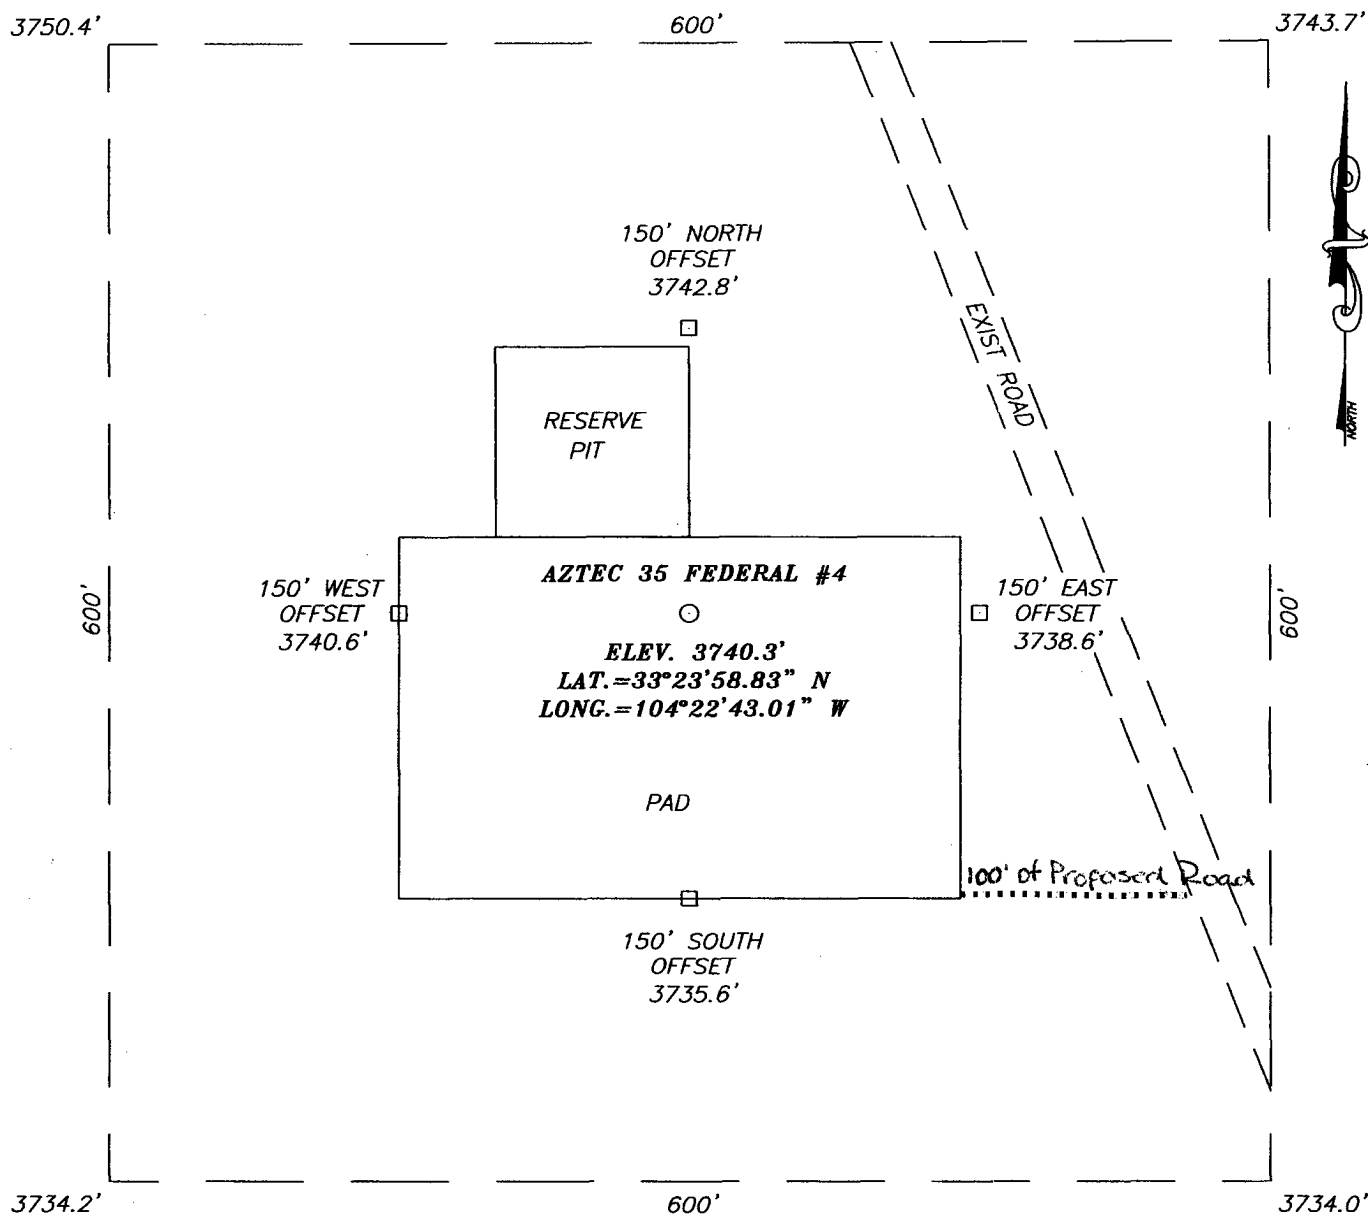 3750.4'
600'
3743.7'
150' NORTH
OFFSET
3742.8'
NORTH
EXIST ROAD
RESERVE
PIT
AZTEC 35 FEDERAL #4
150' WEST
OFFSET
3740.6'
150' EAST
OFFSET
3738.6'
600'
600'
ELEV. 3740.3'
LAT.=33°23'58.83" N
LONG.=104°22'43.01" W
PAD
100' of Proposed Road
150' SOUTH
OFFSET
3735.6'
3734.2'
600'
3734.0'